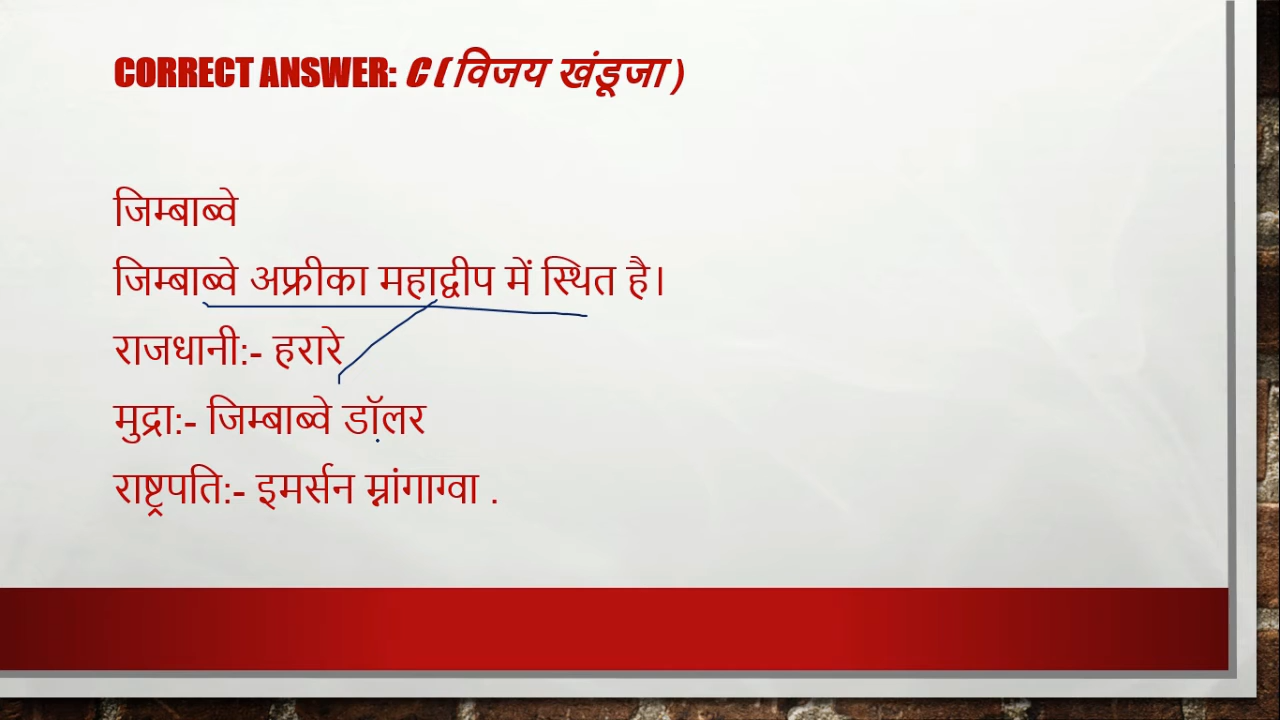 CORRECT ANSWER: C (विजय खंडूजा )
जिम्बाब्वे
जिम्बाब्वे अफ्रीका महाद्वीप में स्थित है।
राजधानी:- हरारे
मुद्रा:- जिम्बाब्वे डॉलर
राष्ट्रपति:- इमर्सन म्नांगाग्वा .